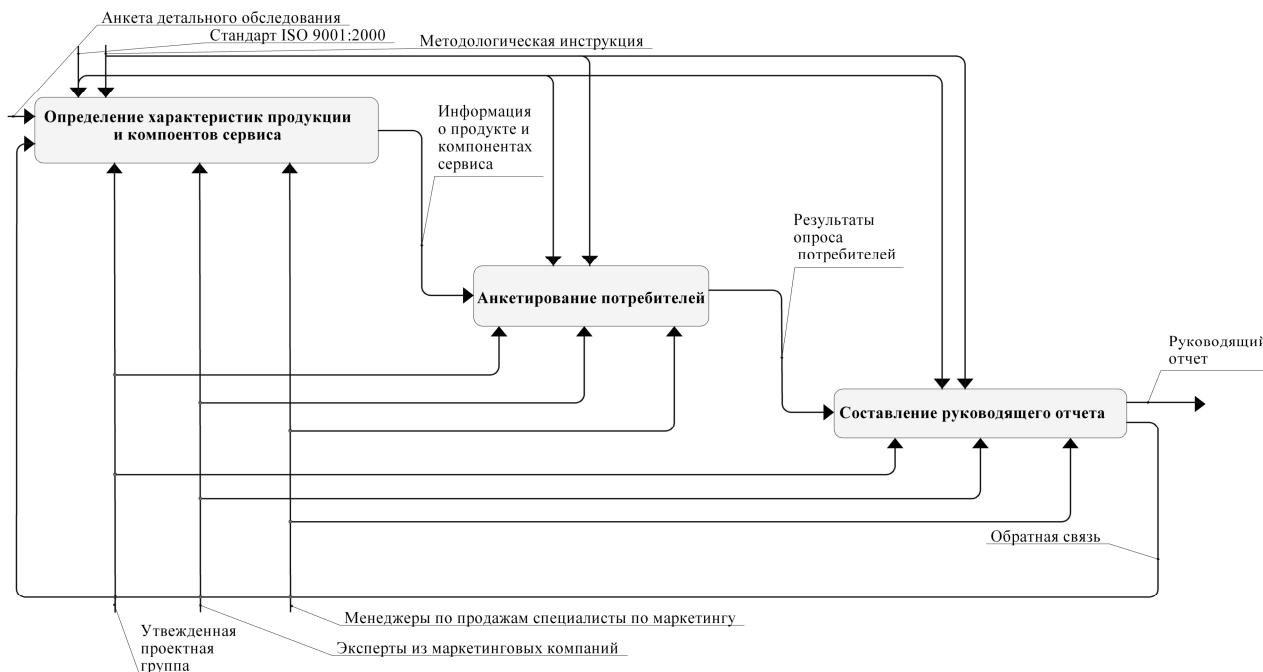 Анкета детального обследования
Стандарт ISO 9001:2000
Методологическая инструкция
Определение характеристик продукции
и компоентов сервиса
Информация
о продукте и
компонентах
сервиса
Результаты
опроса
потребителей
Анкетирование потребителей
Руководящий
отчет
Составление руководящего отчета
Обратная связь
Менеджеры по продажам специалисты по маркетингу
Утвежденная
проектная
группа
Эксперты из маркетинговых компаний